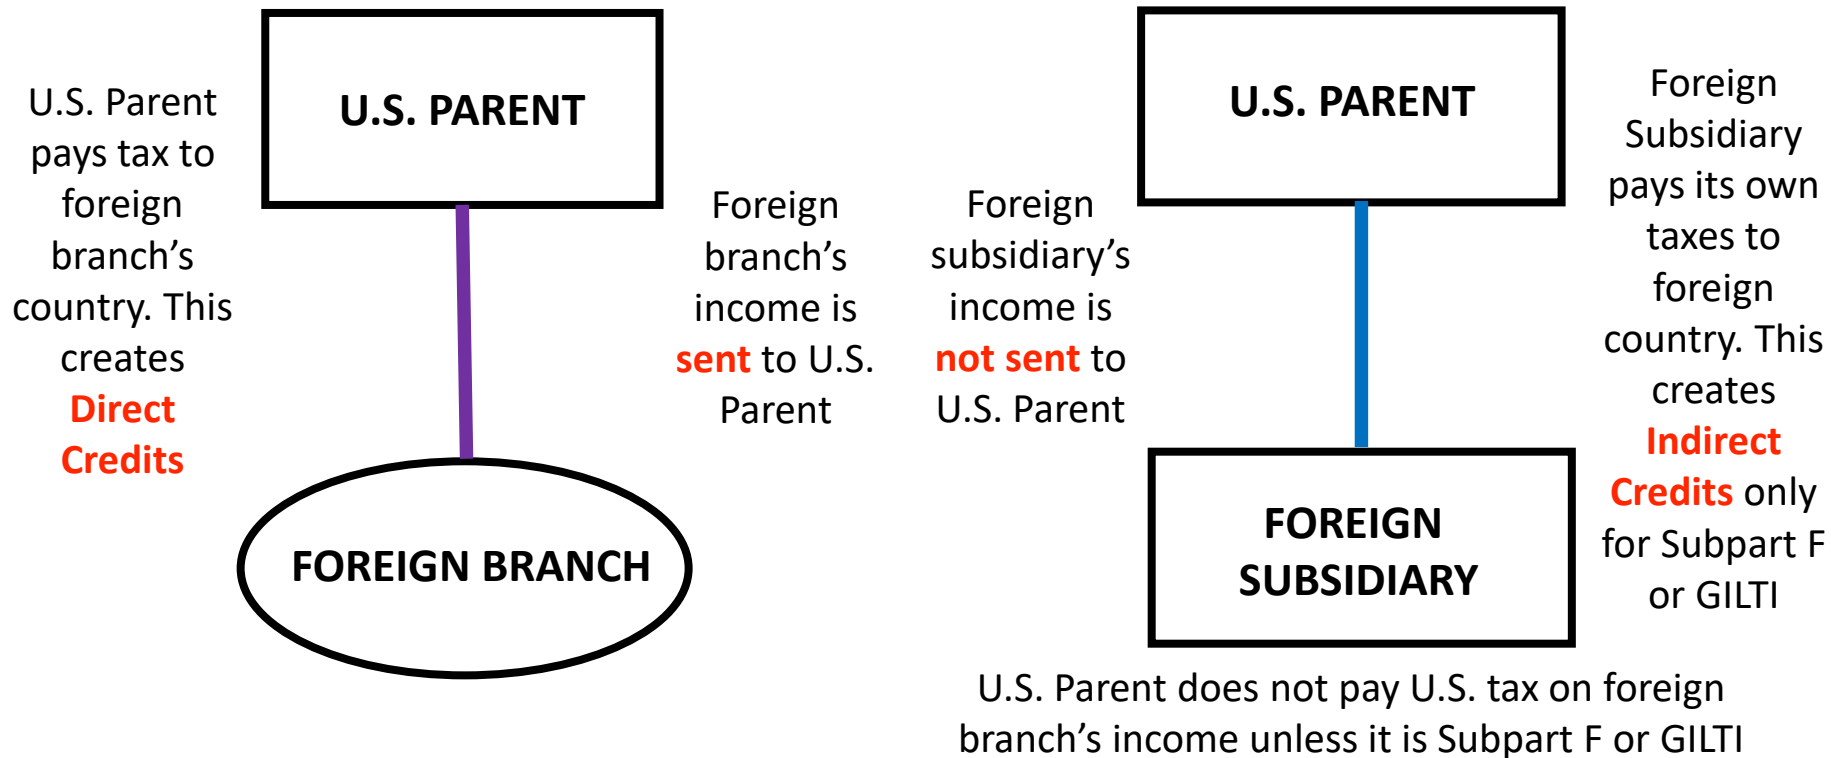 U.S. Parent
pays tax to
foreign
branch’s
country. This
creates
Direct
Credits
U.S. PARENT
Foreign
branch’s
income is
sent to U.S.
Parent
FOREIGN BRANCH
Foreign
subsidiary’s
income is
not sent to
U.S. Parent
U.S. PARENT
FOREIGN
SUBSIDIARY
Foreign
Subsidiary
pays its own
taxes to
foreign
country. This
creates
Indirect
Credits only
for Subpart F
or GILTI
U.S. Parent does not pay U.S. tax on foreign
branch’s income unless it is Subpart F or GILTI